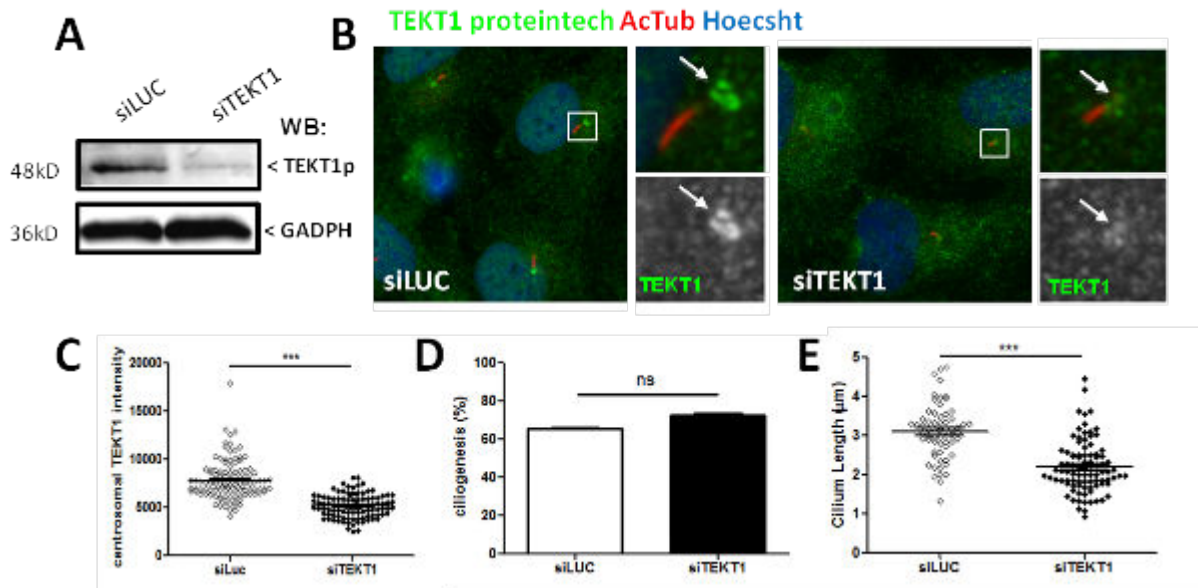 TEKT1 proteintech AcTub Hoecsht
A
siLUC siTEKT1
WB:
48kD < TEKT1p
36kD < GADPH
B
siLUC
TEKT1
siTEKT1
TEKT1
C
centrosomal TEKT1 intensity
20000
15000
10000
5000
0
***
siLuc siTEKT1
D
ciliogenesis (%)
100
80
60
40
20
0
ns
siLUC siTEKT1
E
Cilium Length (µm)
5
4
3
2
1
0
***
siLUC siTEKT1